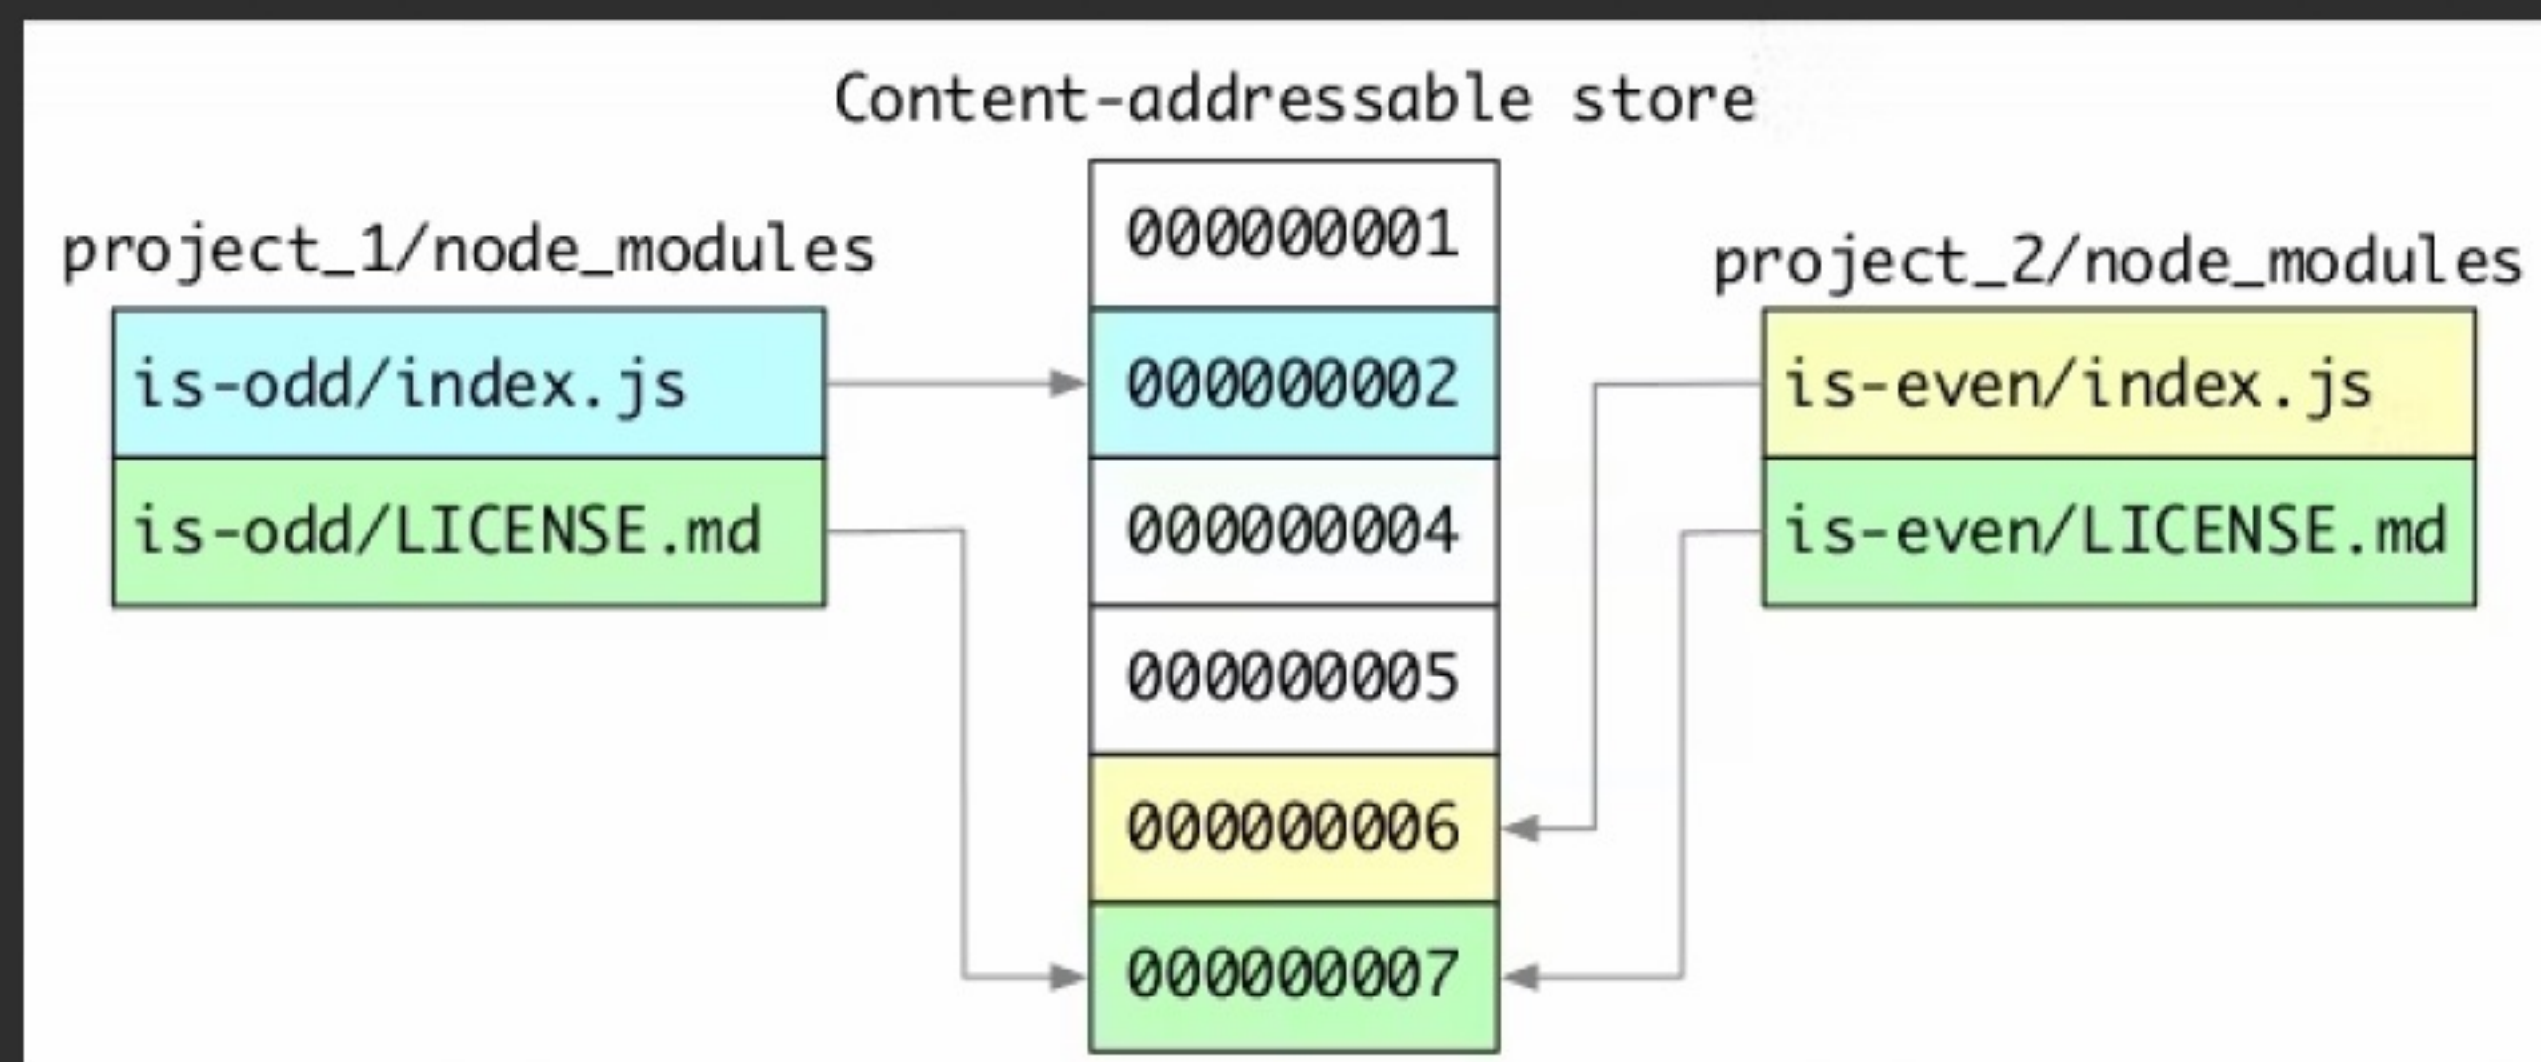 Content-addressable store
project_1/node_modules
is-odd/index.js
is-odd/LICENSE.md
000000001
000000002
000000004
000000005
000000006
000000007
project_2/node_modules
is-even/index.js
is-even/LICENSE.md